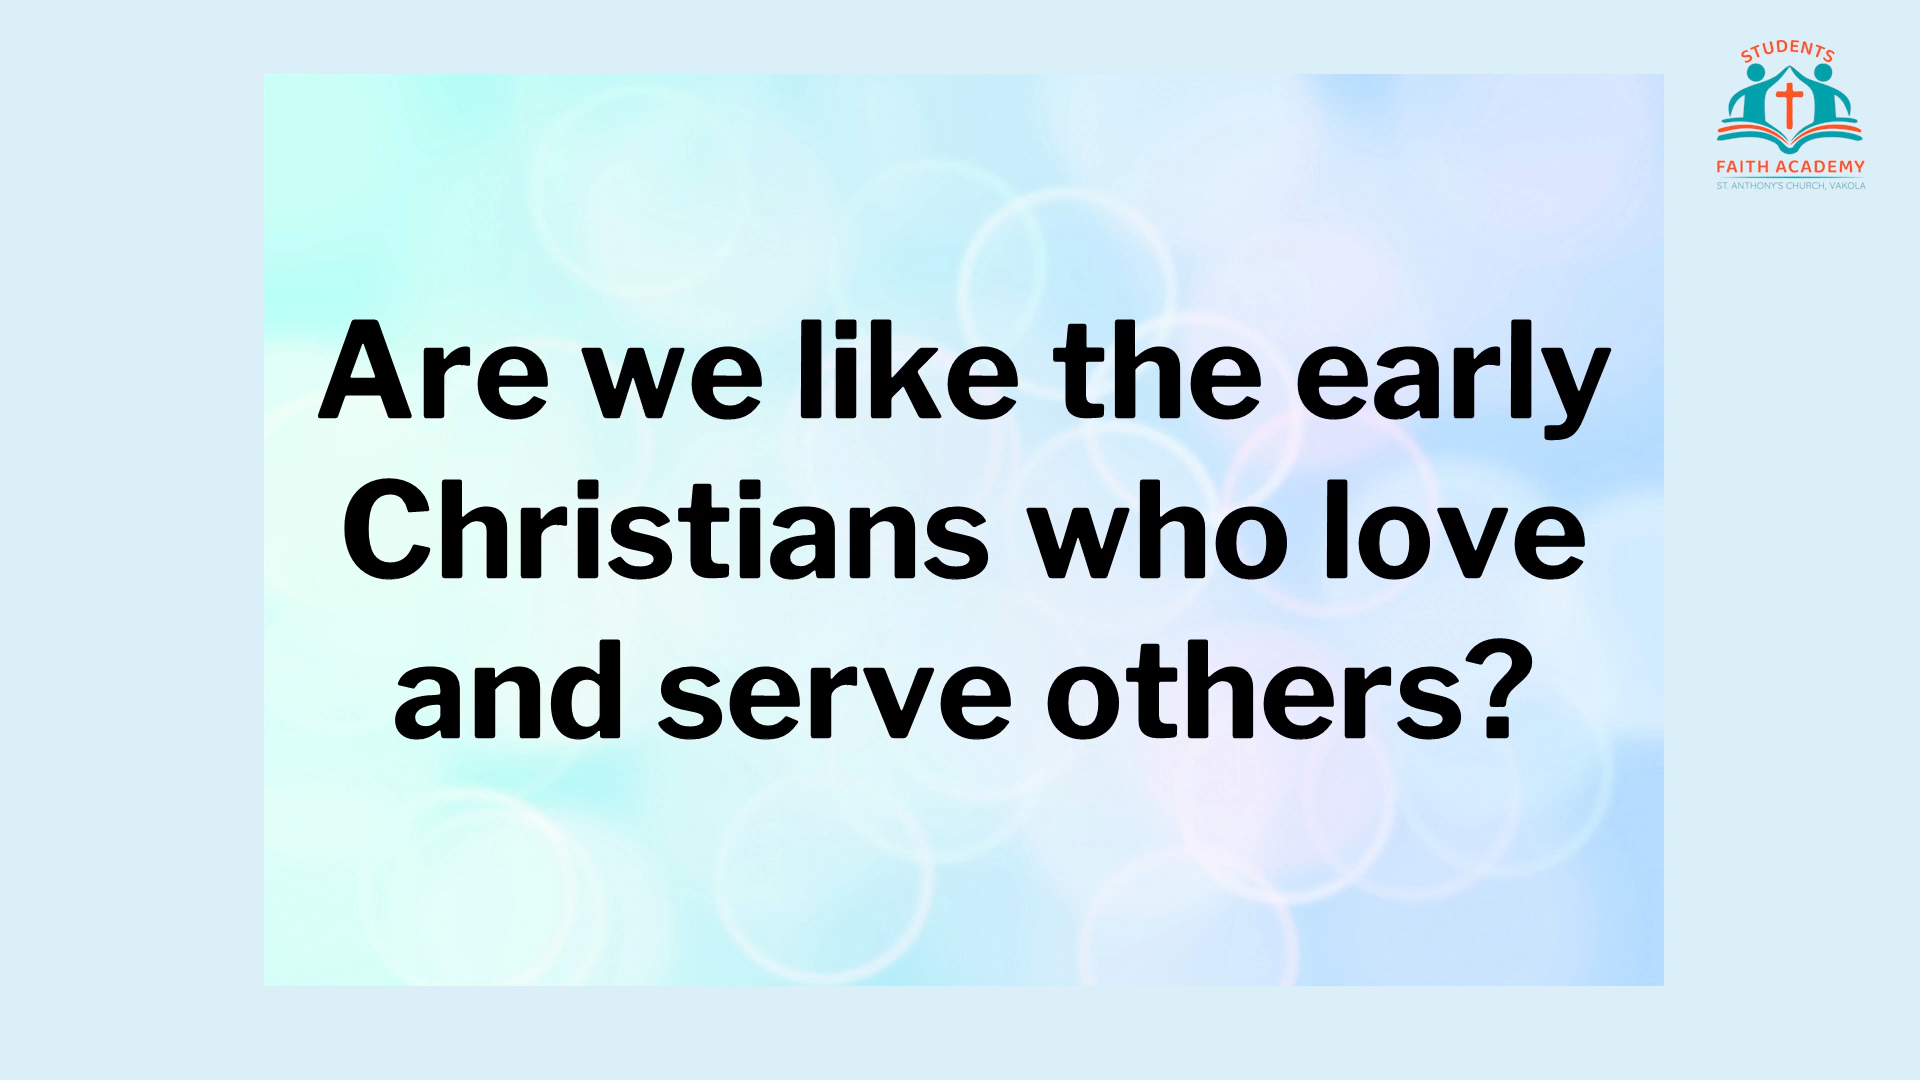 STUDENTS
FAITH ACADEMY
ST. ANTHONY'S CHURCH, VAKOLA
Are we like the early
Christians who love
and serve others?